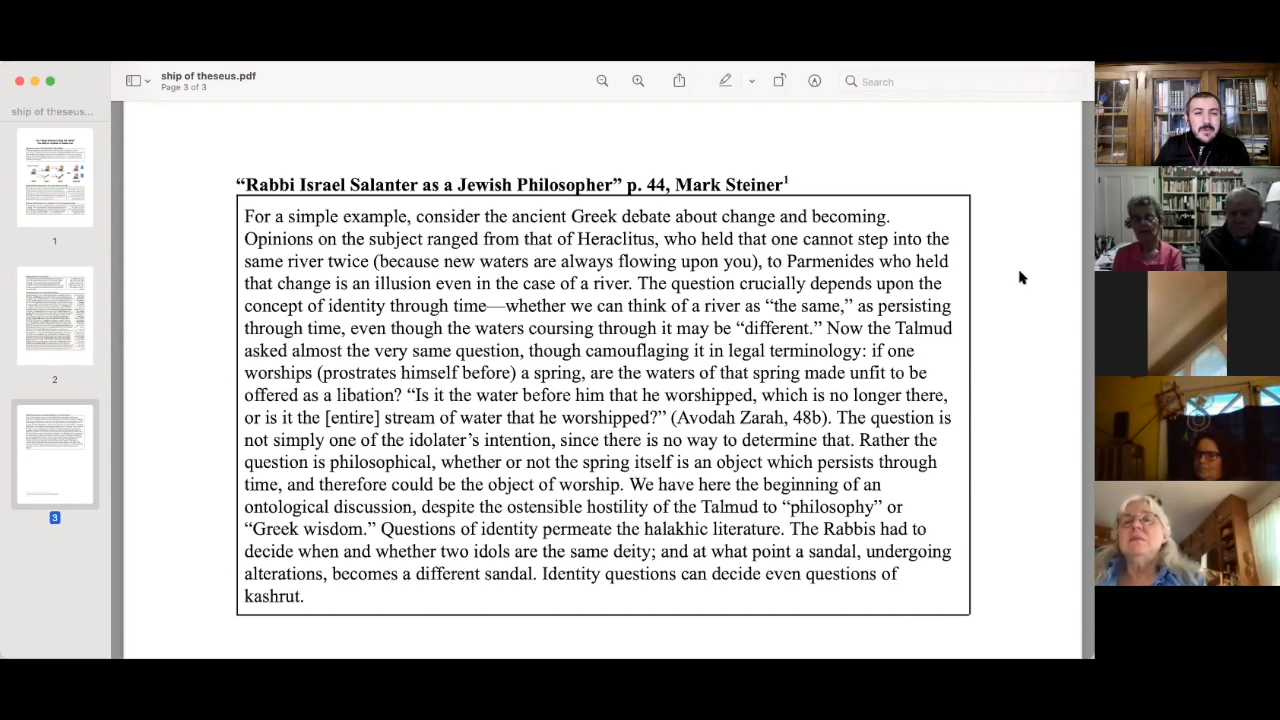 ship of theseus.pdf
Page 3 of 3
Search
ship of theseus...
1
2
3
“Rabbi Israel Salanter as a Jewish Philosopher” p. 44, Mark Steiner1
For a simple example, consider the ancient Greek debate about change and becoming.
Opinions on the subject ranged from that of Heraclitus, who held that one cannot step into the
same river twice (because new waters are always flowing upon you), to Parmenides who held
that change is an illusion even in the case of a river. The question crucially depends upon the
concept of identity through time–whether we can think of a river as “the same,” as persisting
through time, even though the waters coursing through it may be “different.” Now the Talmud
asked almost the very same question, though camouflaging it in legal terminology: if one
worships (prostrates himself before) a spring, are the waters of that spring made unfit to be
offered as a libation? “Is it the water before him that he worshipped, which is no longer there,
or is it the [entire] stream of water that he worshipped?” (Avodah Zarah, 48b) The question is
not simply one of the idolater’s intention, since there is no way to determine that. Rather the
question is philosophical, whether or not the spring itself is an object which persists through
time, and therefore could be the object of worship. We have here the beginning of an
ontological discussion, despite the ostensible hostility of the Talmud to “philosophy” or
“Greek wisdom.” Question of identity permeate the halakhic literature. The Rabbis had to
decide when and whether two idols are the same deity; and at what point a sandal, undergoing
alterations, becomes a different sandal. Identity questions can decide even questions of
kashrut.